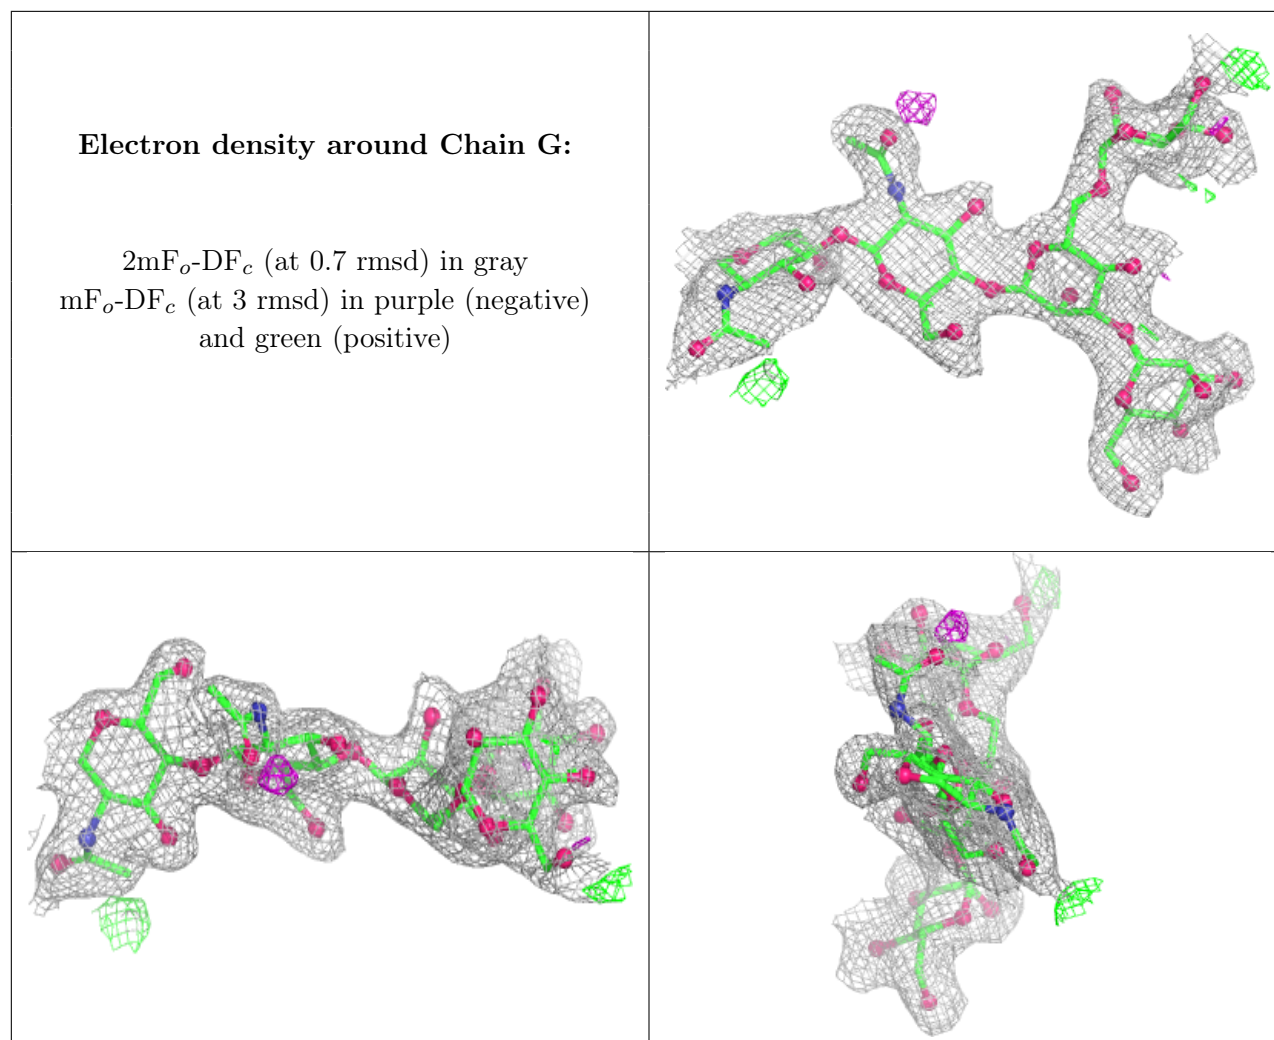 Electron density around Chain G:
2mFo-DFc (at 0.7 rmsd) in gray
mFo-DFc (at 3 rmsd) in purple (negative)
and green (positive)